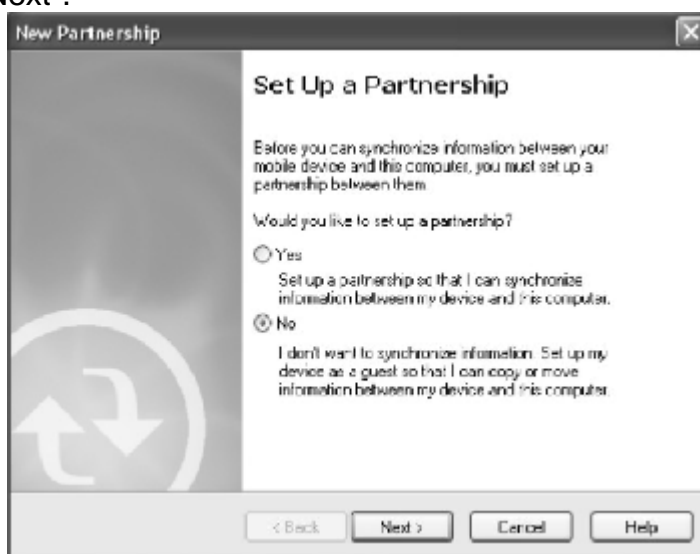 Next".
New Partnership
Set Up a Partnership
Before you can synchronize information between your
mobile device and this computer, you must set up a
partnership between them.
Would you like to set up a partnership?
Yes
Set up a partnership so that I can synchronize
information between my device and this computer.
No
I don't want to synchronize information. Set up my
device as a guest so that I can copy or move
information between my device and this computer.
< Back Next > Cancel Help